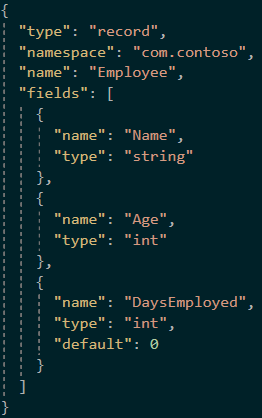 {
"type": "record",
"namespace": "com.contoso",
"name": "Employee",
"fields": [
{
"name": "Name",
"type": "string"
},
{
"name": "Age",
"type": "int"
},
{
"name": "DaysEmployed",
"type": "int",
"default": 0
}
]
}